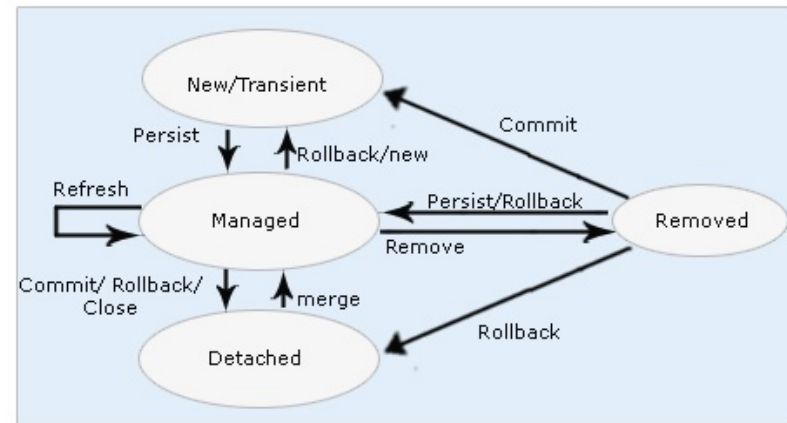 New/Transient
Commit
Persist
Rollback/new
Refresh
Persist/Rollback
Managed
Removed
Remove
Commit/ Rollback/
Close
merge
Rollback
Detached